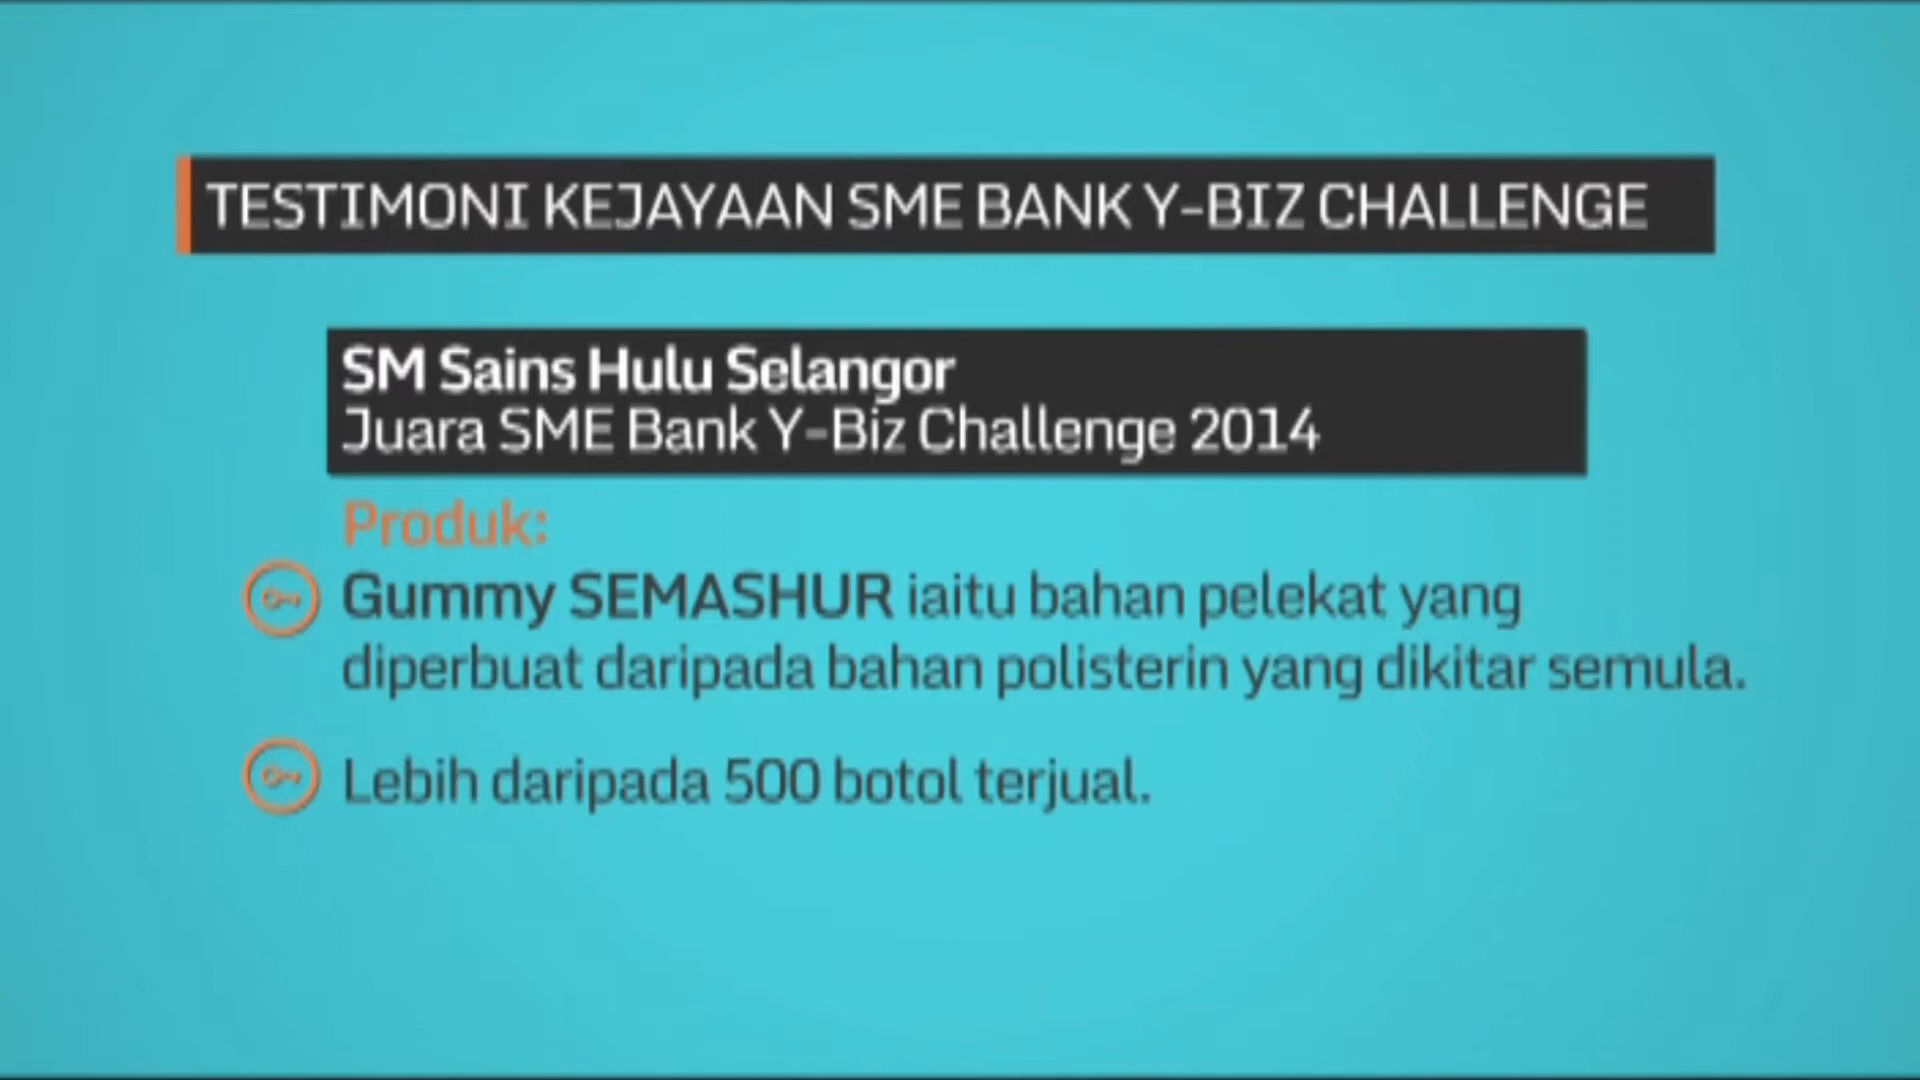 TESTIMONI KEJAYAAN SME BANK Y-BIZ CHALLENGE
SM Sains Hulu Selangor
Juara SME Bank Y-Biz Challenge 2014
Produk:
Gummy SEMASHUR iaitu bahan pelekat yang
diperbuat daripada bahan polisterin yang dikitar semula.
Lebih daripada 500 botol terjual.